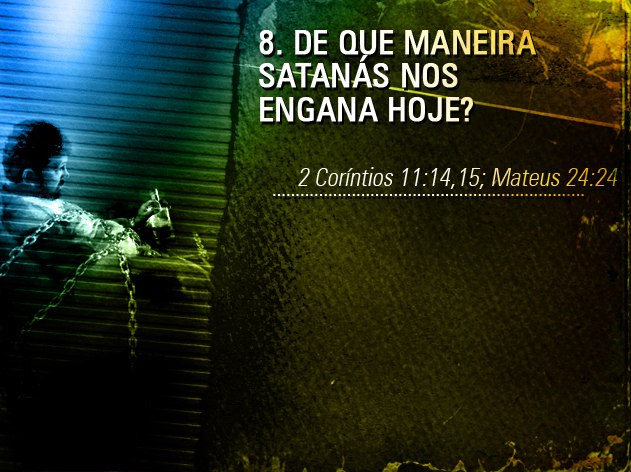 8. DE QUE MANEIRA
SATANÁS NOS
ENGANA HOJE?
2 Coríntios 11:14,15; Mateus 24:24